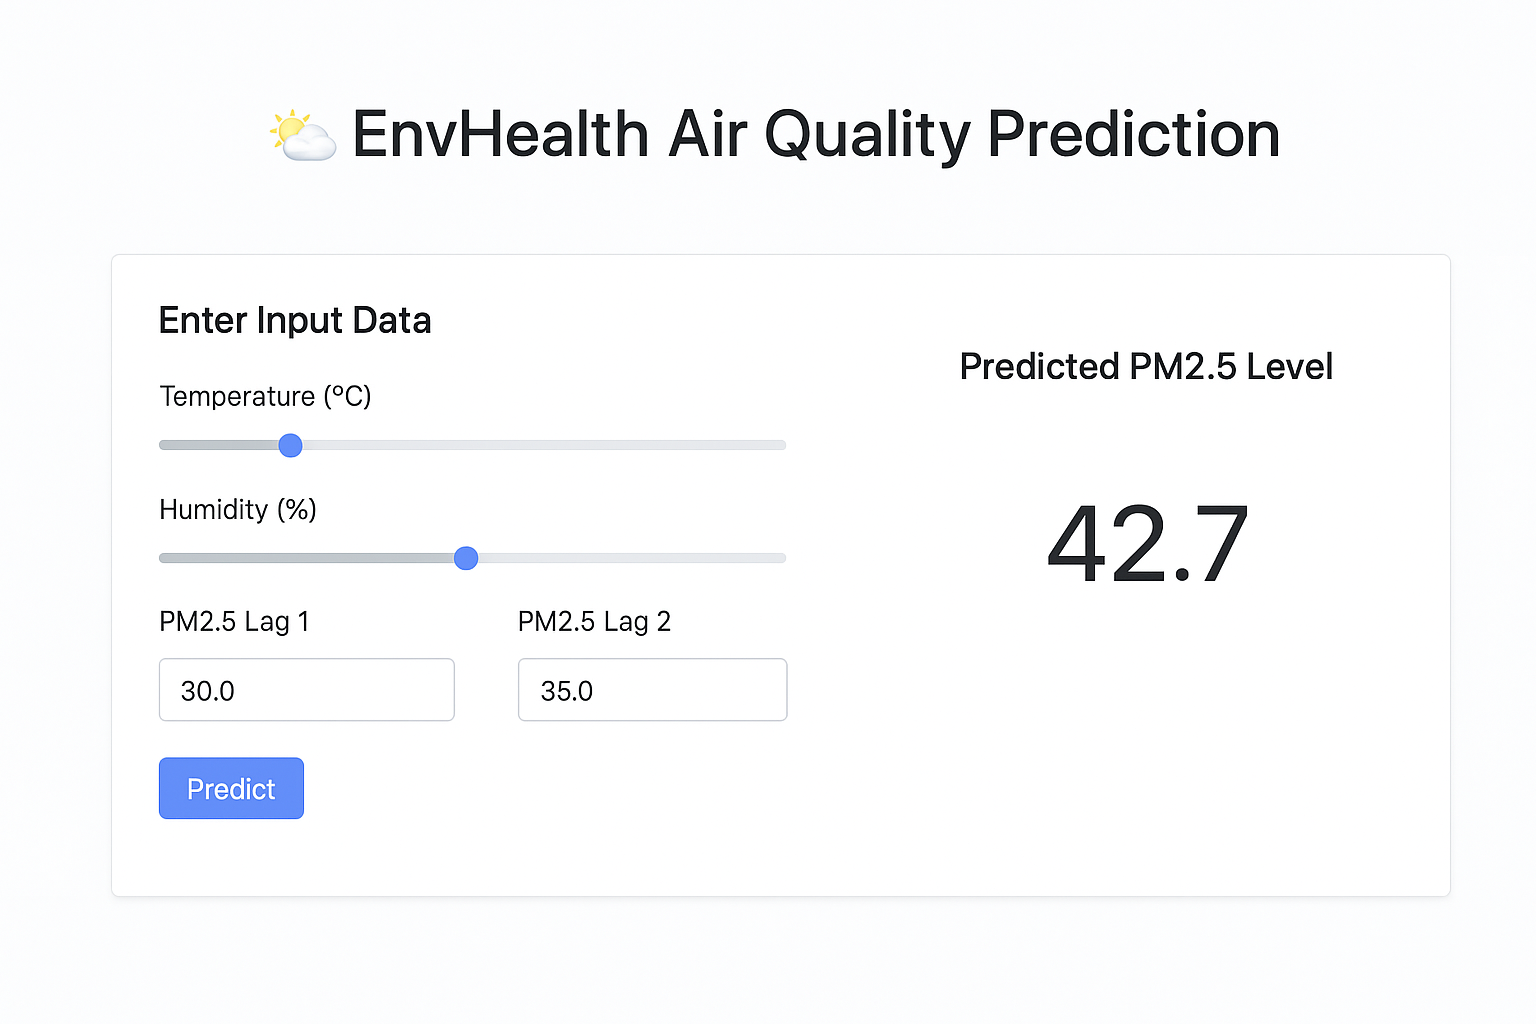 EnvHealth Air Quality Prediction
Enter Input Data
Temperature (ºC)
Humidity (%)
PM2.5 Lag 1
PM2.5 Lag 2
30.0
35.0
Predict
Predicted PM2.5 Level
42.7